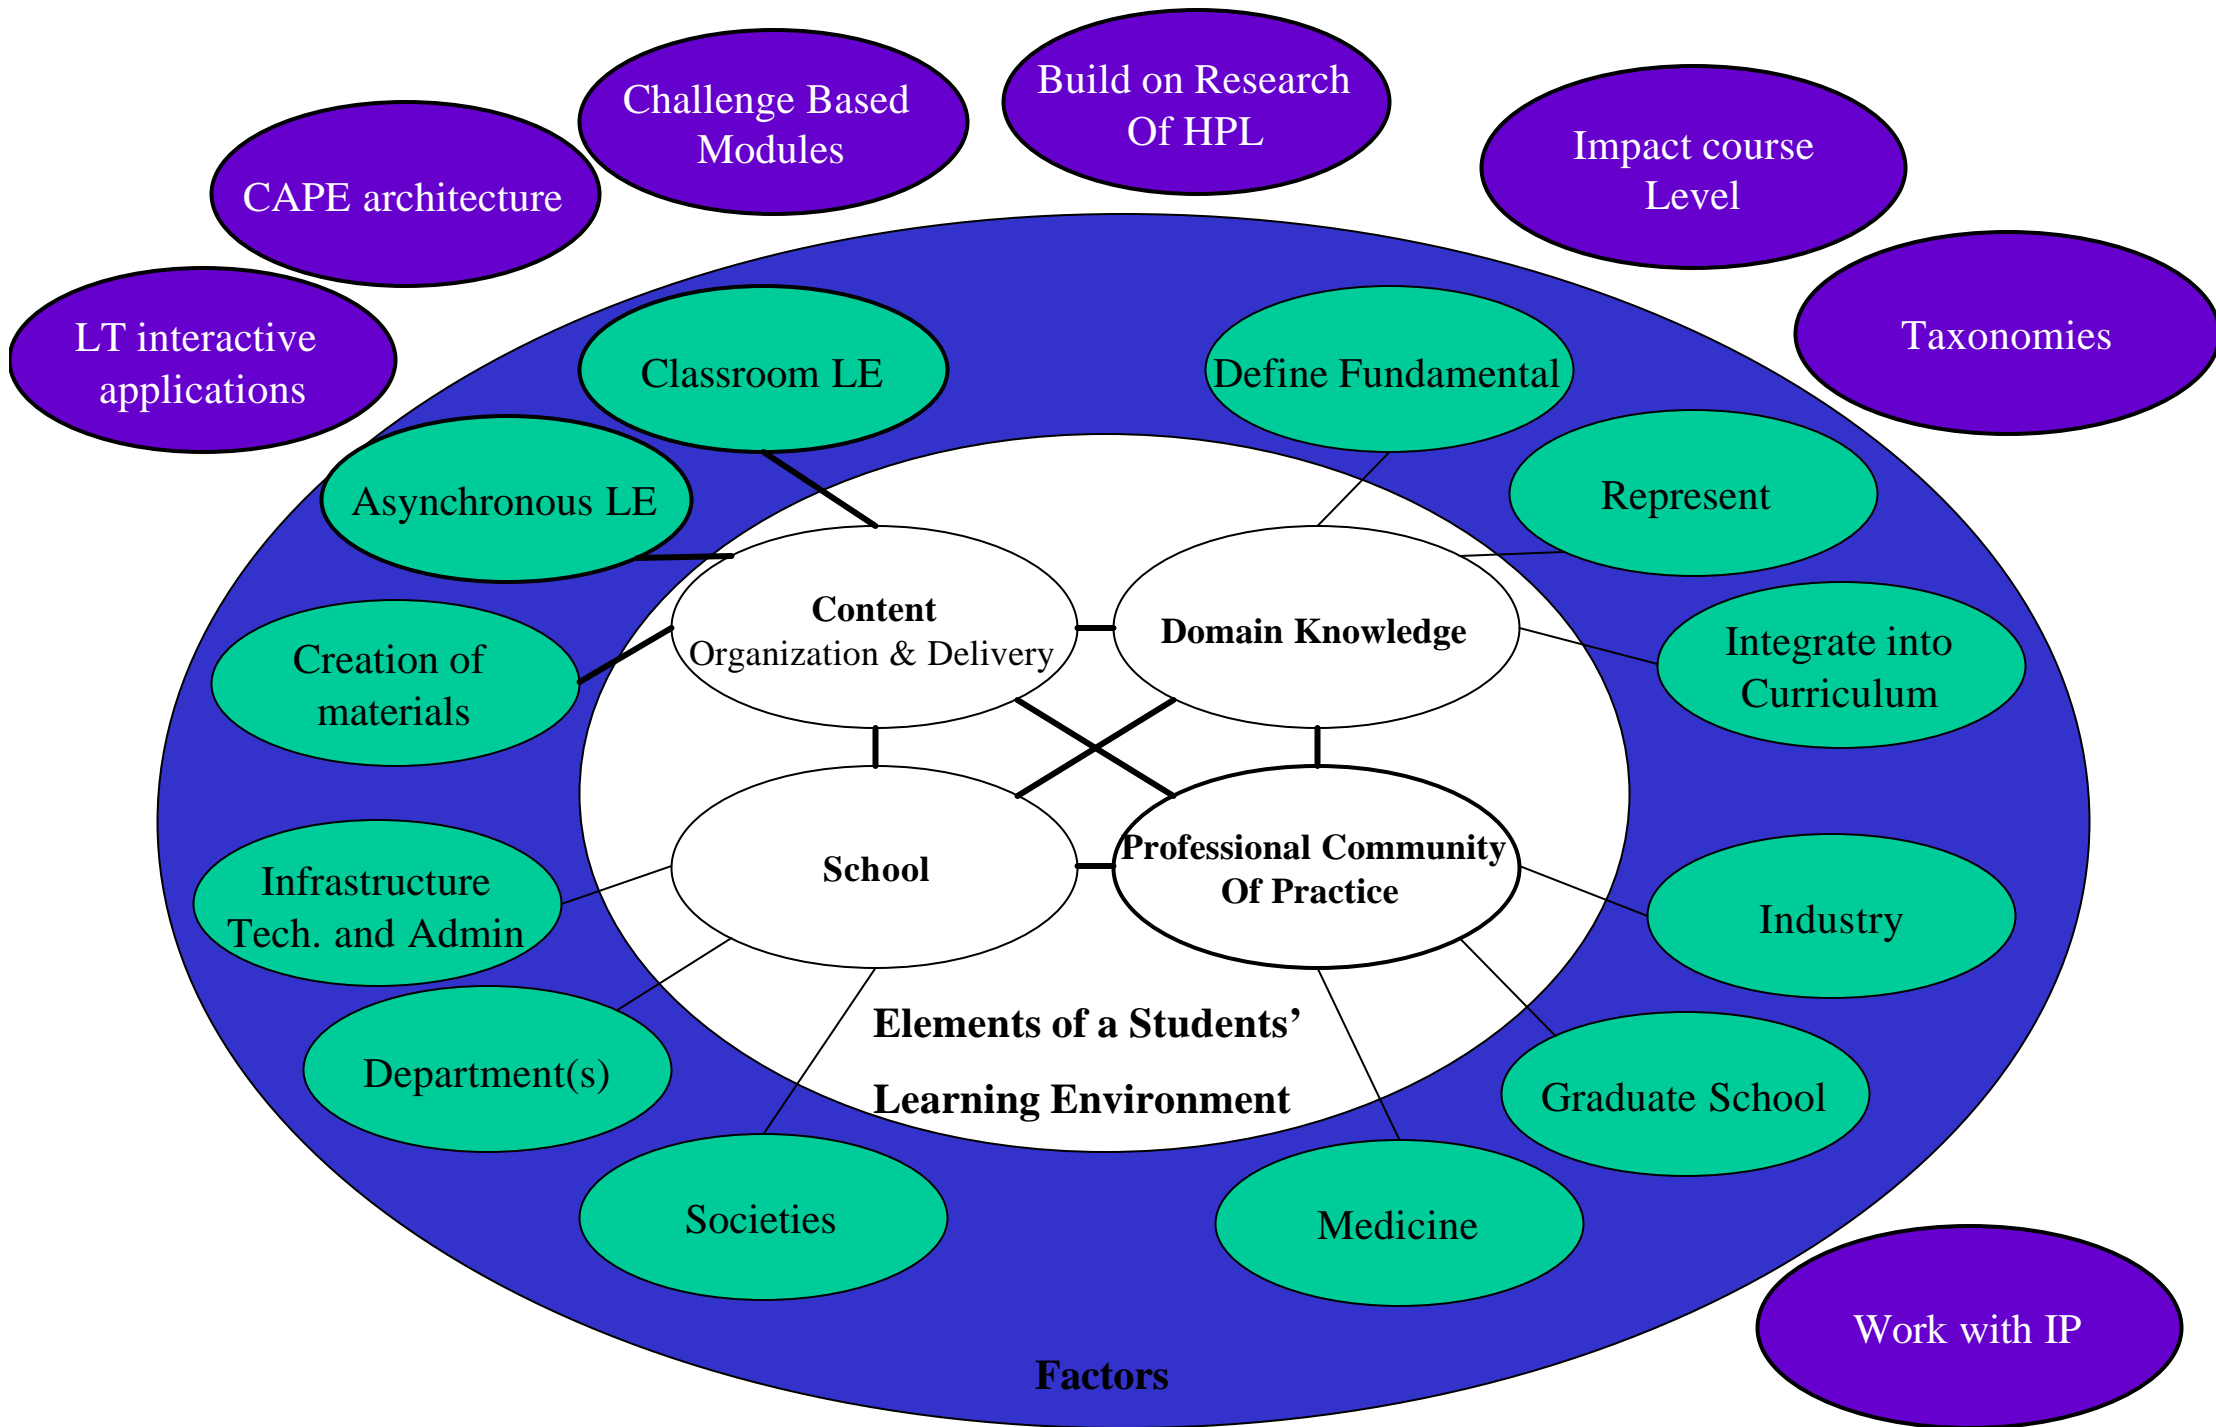 Build on Research
Of HPL
Challenge Based
Modules
Impact course
Level
CAPE architecture
Taxonomies
LT interactive
applications
Classroom LE
Define Fundamental
Asynchronous LE
Represent
Content
Organization & Delivery
Domain Knowledge
Integrate into
Curriculum
Creation of
materials
School
Professional Community
Of Practice
Infrastructure
Tech. and Admin
Industry
Elements of a Students’
Learning Environment
Department(s)
Graduate School
Societies
Medicine
Work with IP
Factors